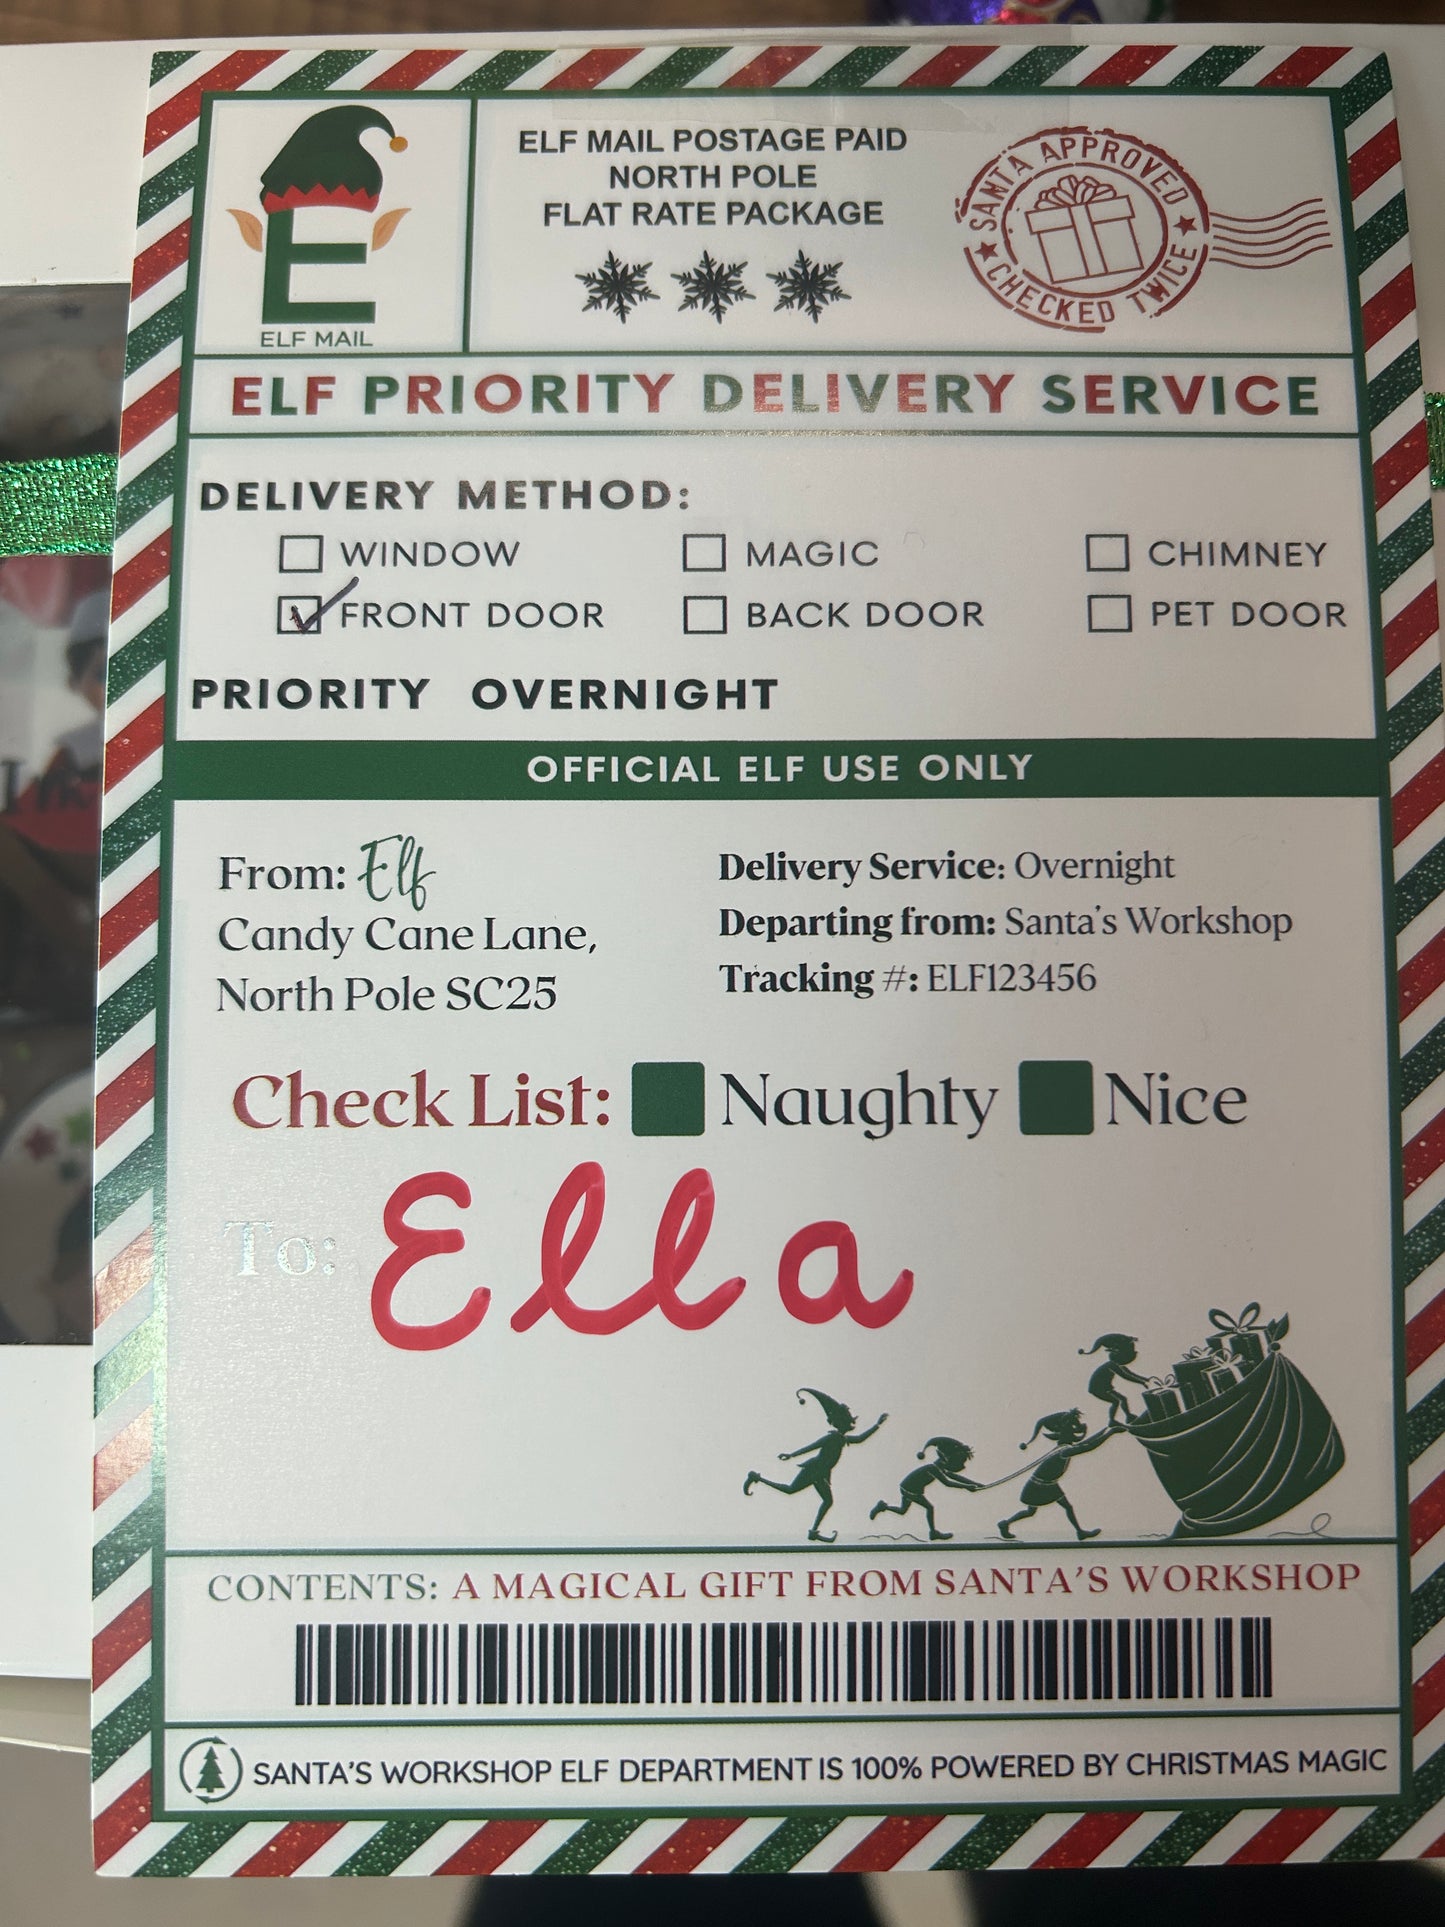 E
ELF MAIL
ELF MAIL POSTAGE PAID
NORTH POLE
FLAT RATE PACKAGE
SANTA APPROVED
CHECKED TWICE
ELF PRIORITY DELIVERY SERVICE
DELIVERY METHOD:
WINDOW MAGIC CHIMNEY
FRONT DOOR BACK DOOR PET DOOR
PRIORITY OVERNIGHT
OFFICIAL ELF USE ONLY
From: Elf
Candy Cane Lane,
North Pole SC25
Delivery Service: Overnight
Departing from: Santa's Workshop
Tracking #: ELF123456
Check List: Naughty Nice
To: Ella
CONTENTS: A MAGICAL GIFT FROM SANTA'S WORKSHOP
SANTA'S WORKSHOP ELF DEPARTMENT IS 100% POWERED BY CHRISTMAS MAGIC